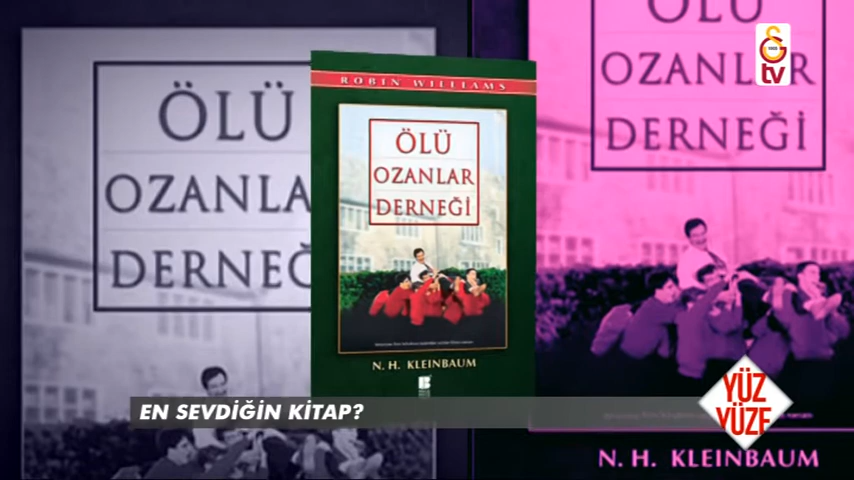 ÖLÜ
OZANLA
DERNEĞ
ROBIN WILLIAMS
ÖLÜ
OZANLAR
DERNEĞİ
N. H. KLEINBAUM
B
ÖLÜ
OZANLAR
DERNEĞİ
N. H. KLEINBAUM
GS
tv
EN SEVDİĞİN KİTAP?
YÜZ
YÜZE